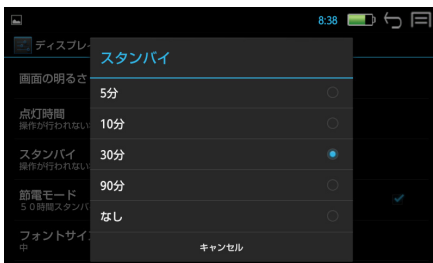 8:38
ディスプレ
スタンバイ
画面の明るさ
5分
点灯時間
操作が行われない
10分
スタンバイ
操作が行われない
30分
節電モード
５０時間スタンバ
90分
なし
フォントサイ
中
キャンセル